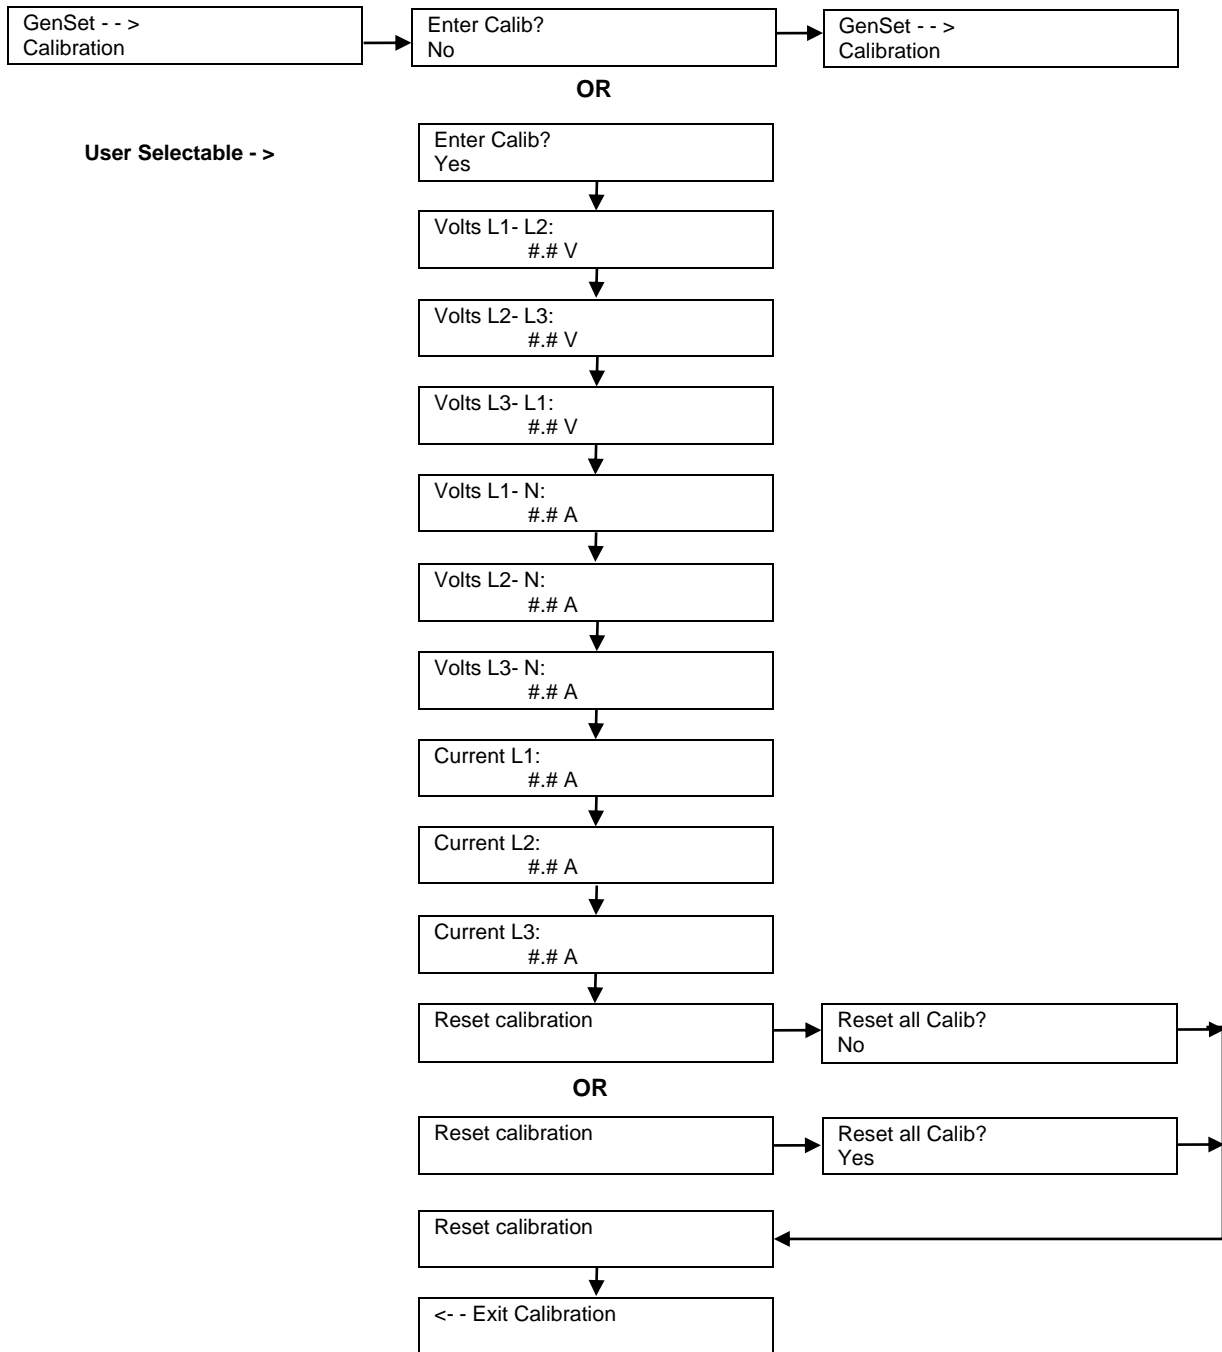 GenSet - - >
Calibration
Enter Calib?
No
GenSet - - >
Calibration
OR
User Selectable - >
Enter Calib?
Yes
Volts L1- L2:
#.# V
Volts L2- L3:
#.# V
Volts L3- L1:
#.# V
Volts L1- N:
#.# A
Volts L2- N:
#.# A
Volts L3- N:
#.# A
Current L1:
#.# A
Current L2:
#.# A
Current L3:
#.# A
Reset calibration
Reset all Calib?
No
OR
Reset calibration
Reset all Calib?
Yes
Reset calibration
<- - Exit Calibration